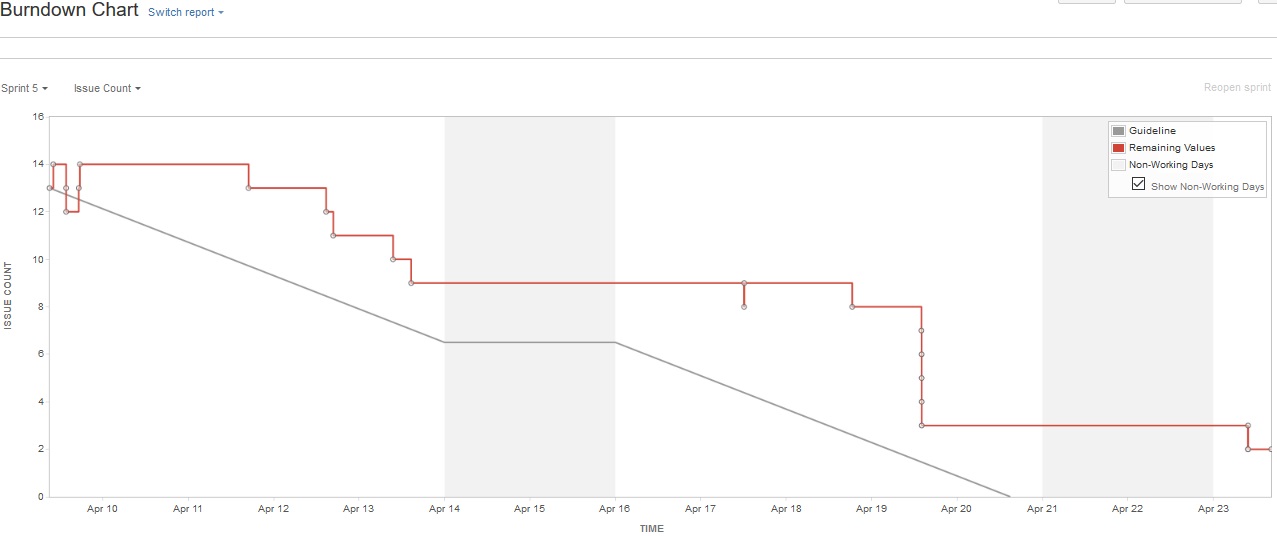 Burndown Chart Switch report
Sprint 5 Issue Count Reopen sprint
16
14
12
10
8
6
4
2
0
ISSUE COUNT
Guideline
Remaining Values
Non-Working Days
Show Non-Working Days
Apr 10 Apr 11 Apr 12 Apr 13 Apr 14 Apr 15 Apr 16 Apr 17 Apr 18 Apr 19 Apr 20 Apr 21 Apr 22 Apr 23
TIME